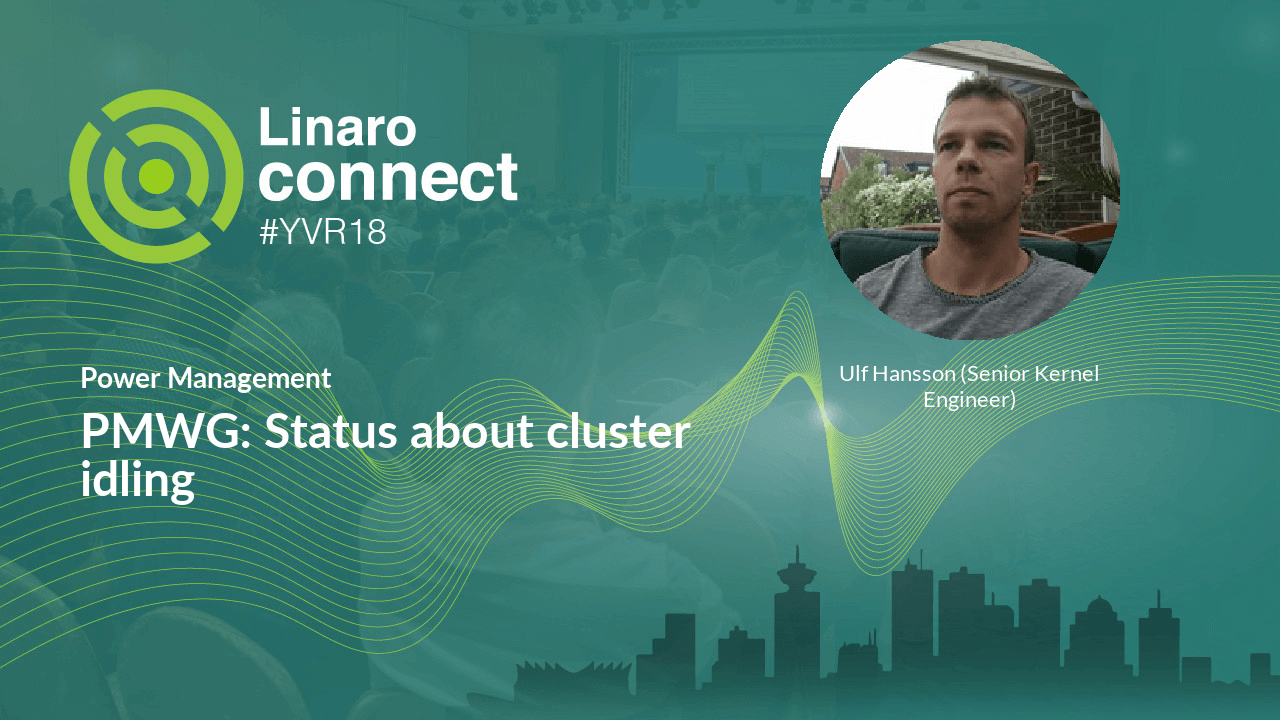 Linaro
connect
#YVR18
Power Management
PMWG: Status about cluster
idling
Ulf Hansson (Senior Kernel
Engineer)